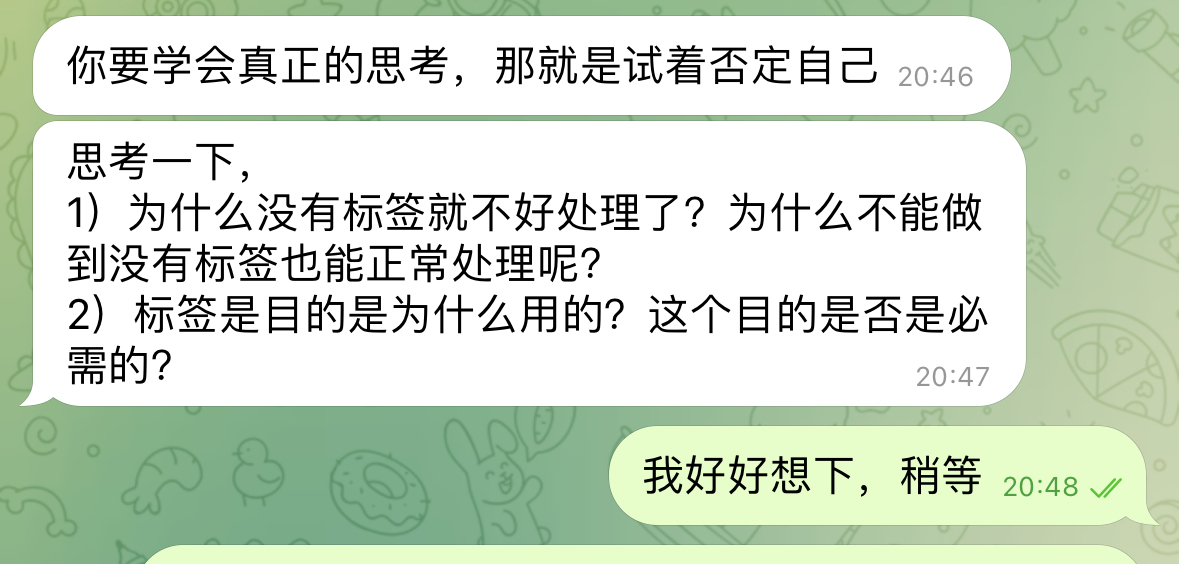 你要学会真正的思考，那就是试着否定自己 20:46
思考一下，
1）为什么没有标签就不好处理了？为什么不能做
到没有标签也能正常处理呢？
2）标签是目的是为什么用的？这个目的是否是必
需的？
20:47
我好好想下，稍等 20:48